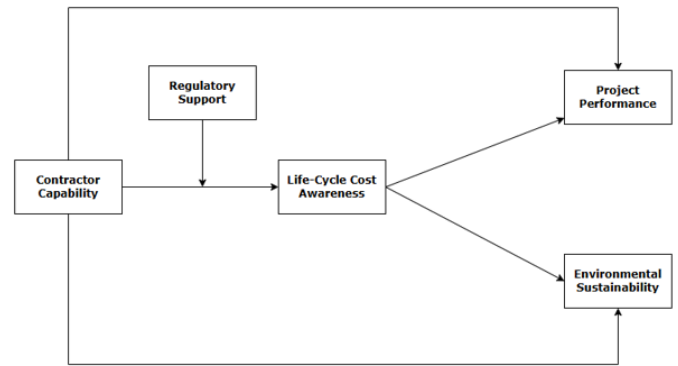 Regulatory
Support
Project
Performance
Contractor
Capability
Life-Cycle Cost
Awareness
Environmental
Sustainability